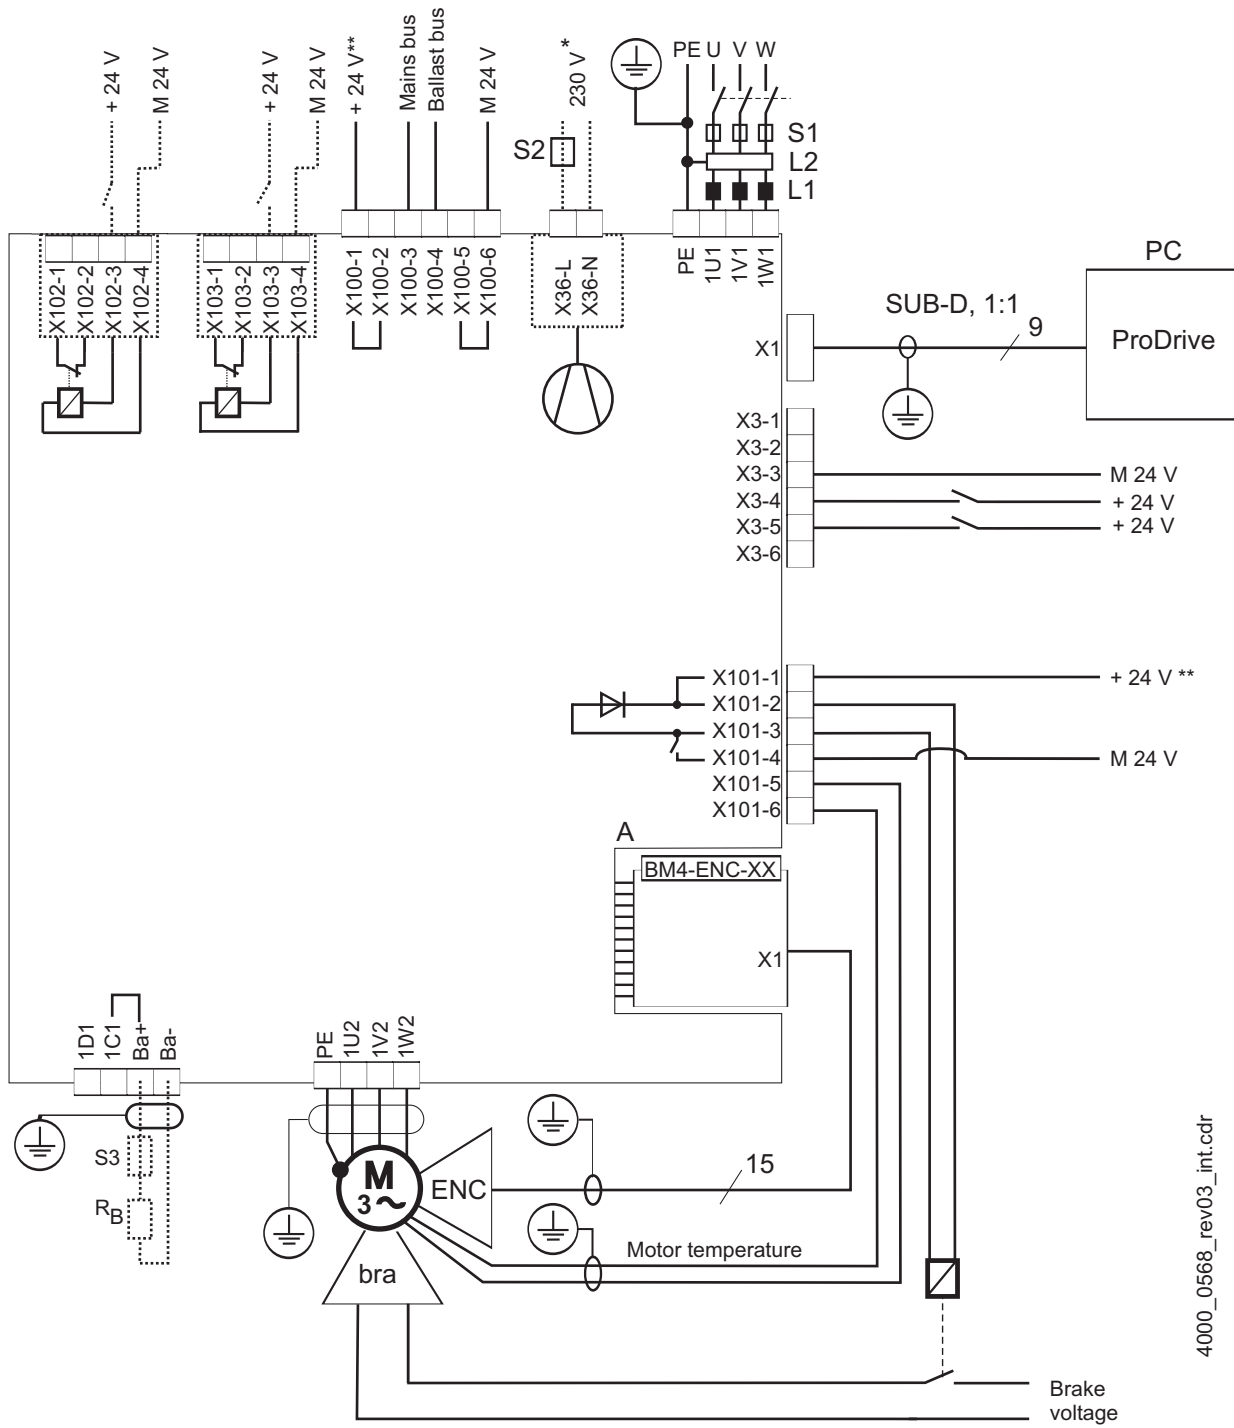 + 24 V
M 24 V
+ 24 V
M 24 V
+ 24 V**
Mains bus
Ballast bus
M 24 V
230 V *
S2
PE U V W
S1
L2
L1
X102-1
X102-2
X102-3
X102-4
X103-1
X103-2
X103-3
X103-4
X100-1
X100-2
X100-3
X100-4
X100-5
X100-6
X36-L
X36-N
PE
1U1
1V1
1W1
PC
SUB-D, 1:1
9
ProDrive
X1
X3-1
X3-2
X3-3
M 24 V
X3-4
+ 24 V
X3-5
+ 24 V
X3-6
X101-1
+ 24 V **
X101-2
X101-3
X101-4
M 24 V
X101-5
X101-6
A
BM4-ENC-XX
X1
1D1
1C1
Ba+
Ba-
PE
1U2
1V2
1W2
S3
RB
M
3~
ENC
15
Motor temperature
bra
Brake
voltage
4000_0568_rev03_int.cdr